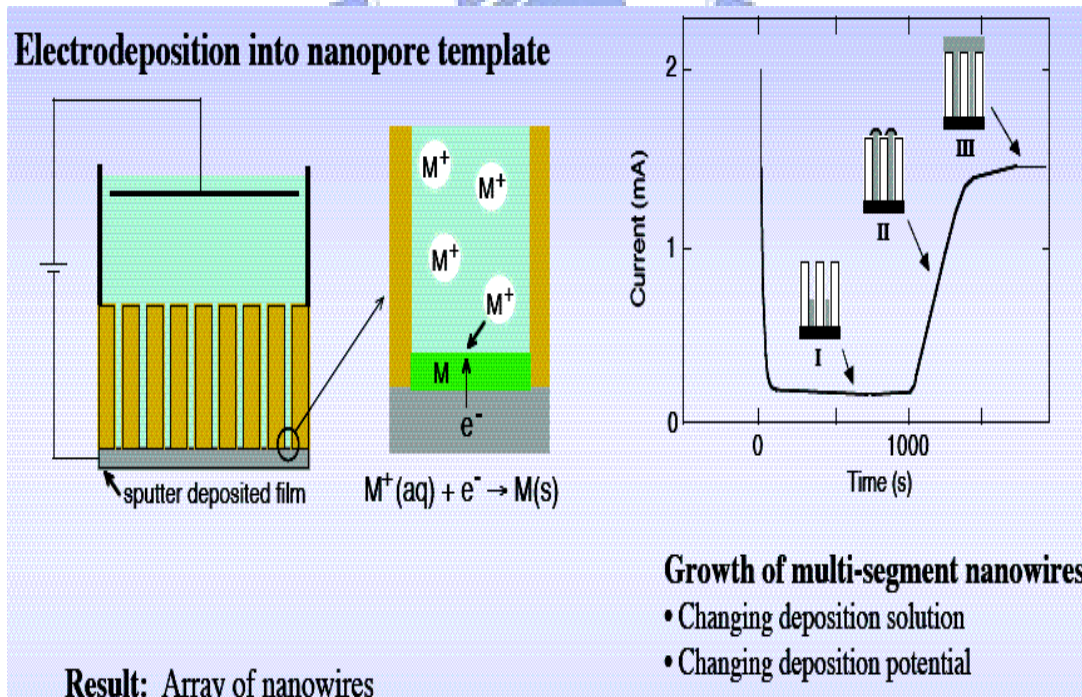 Electrodeposition into nanopore template
M⁺
M⁺
M⁺
M⁺
M
e⁻
sputter deposited film
M⁺(aq) + e⁻ → M(s)
Result: Array of nanowires
Current (mA)
2
1
0
I
II
III
0
1000
Time (s)
Growth of multi-segment nanowires
• Changing deposition solution
• Changing deposition potential